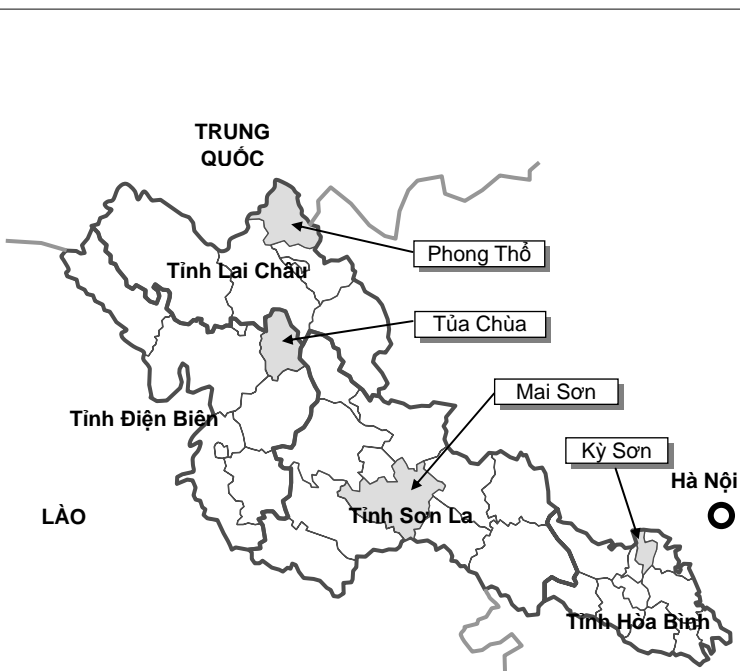 TRUNG
QUỐC
Phong Thổ
Tỉnh Lai Châu
Tủa Chùa
Mai Sơn
Tỉnh Điện Biên
Kỳ Sơn
Hà Nội
LÀO
Tỉnh Sơn La
Tỉnh Hòa Bình